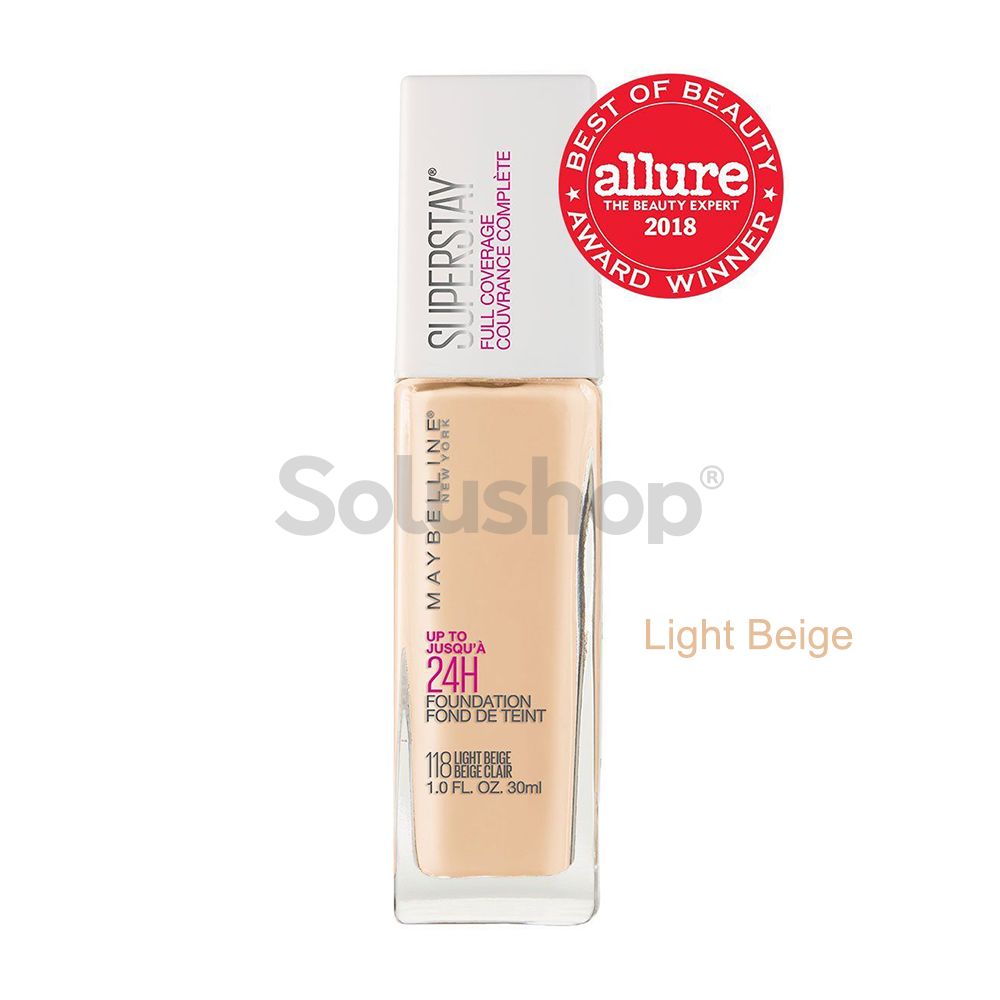 SUPERSTAY®
FULL COVERAGE
COUVRANCE COMPLÈTE
BEST OF BEAUTY
allure
THE BEAUTY EXPERT
2018
AWARD WINNER
MAYBELLINE®
NEW YORK
Solushop®
UP TO
JUSQU'À
24H
FOUNDATION
FOND DE TEINT
118 LIGHT BEIGE
BEIGE CLAIR
1.0 FL. OZ. 30ml
Light Beige